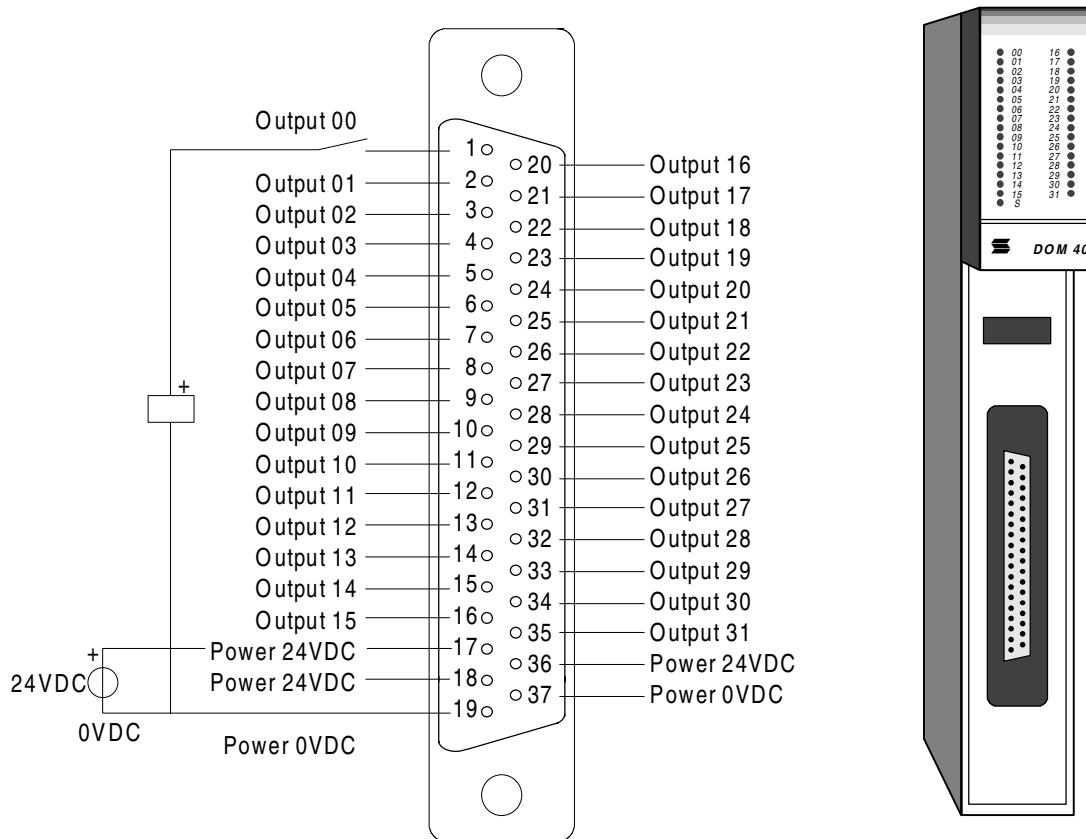 Output 00
Output 01
Output 02
Output 03
Output 04
Output 05
Output 06
Output 07
Output 08
Output 09
Output 10
Output 11
Output 12
Output 13
Output 14
Output 15
Power 24VDC
Power 24VDC
Power 0VDC
+
+
24VDC
0VDC
1
2
3
4
5
6
7
8
9
10
11
12
13
14
15
16
17
18
19
20
21
22
23
24
25
26
27
28
29
30
31
32
33
34
35
36
37
Output 16
Output 17
Output 18
Output 19
Output 20
Output 21
Output 22
Output 23
Output 24
Output 25
Output 26
Output 27
Output 28
Output 29
Output 30
Output 31
Power 24VDC
Power 0VDC
00 16
01 17
02 18
03 19
04 20
05 21
06 22
07 23
08 24
09 25
10 26
11 27
12 28
13 29
14 30
15 31
S
DOM 40